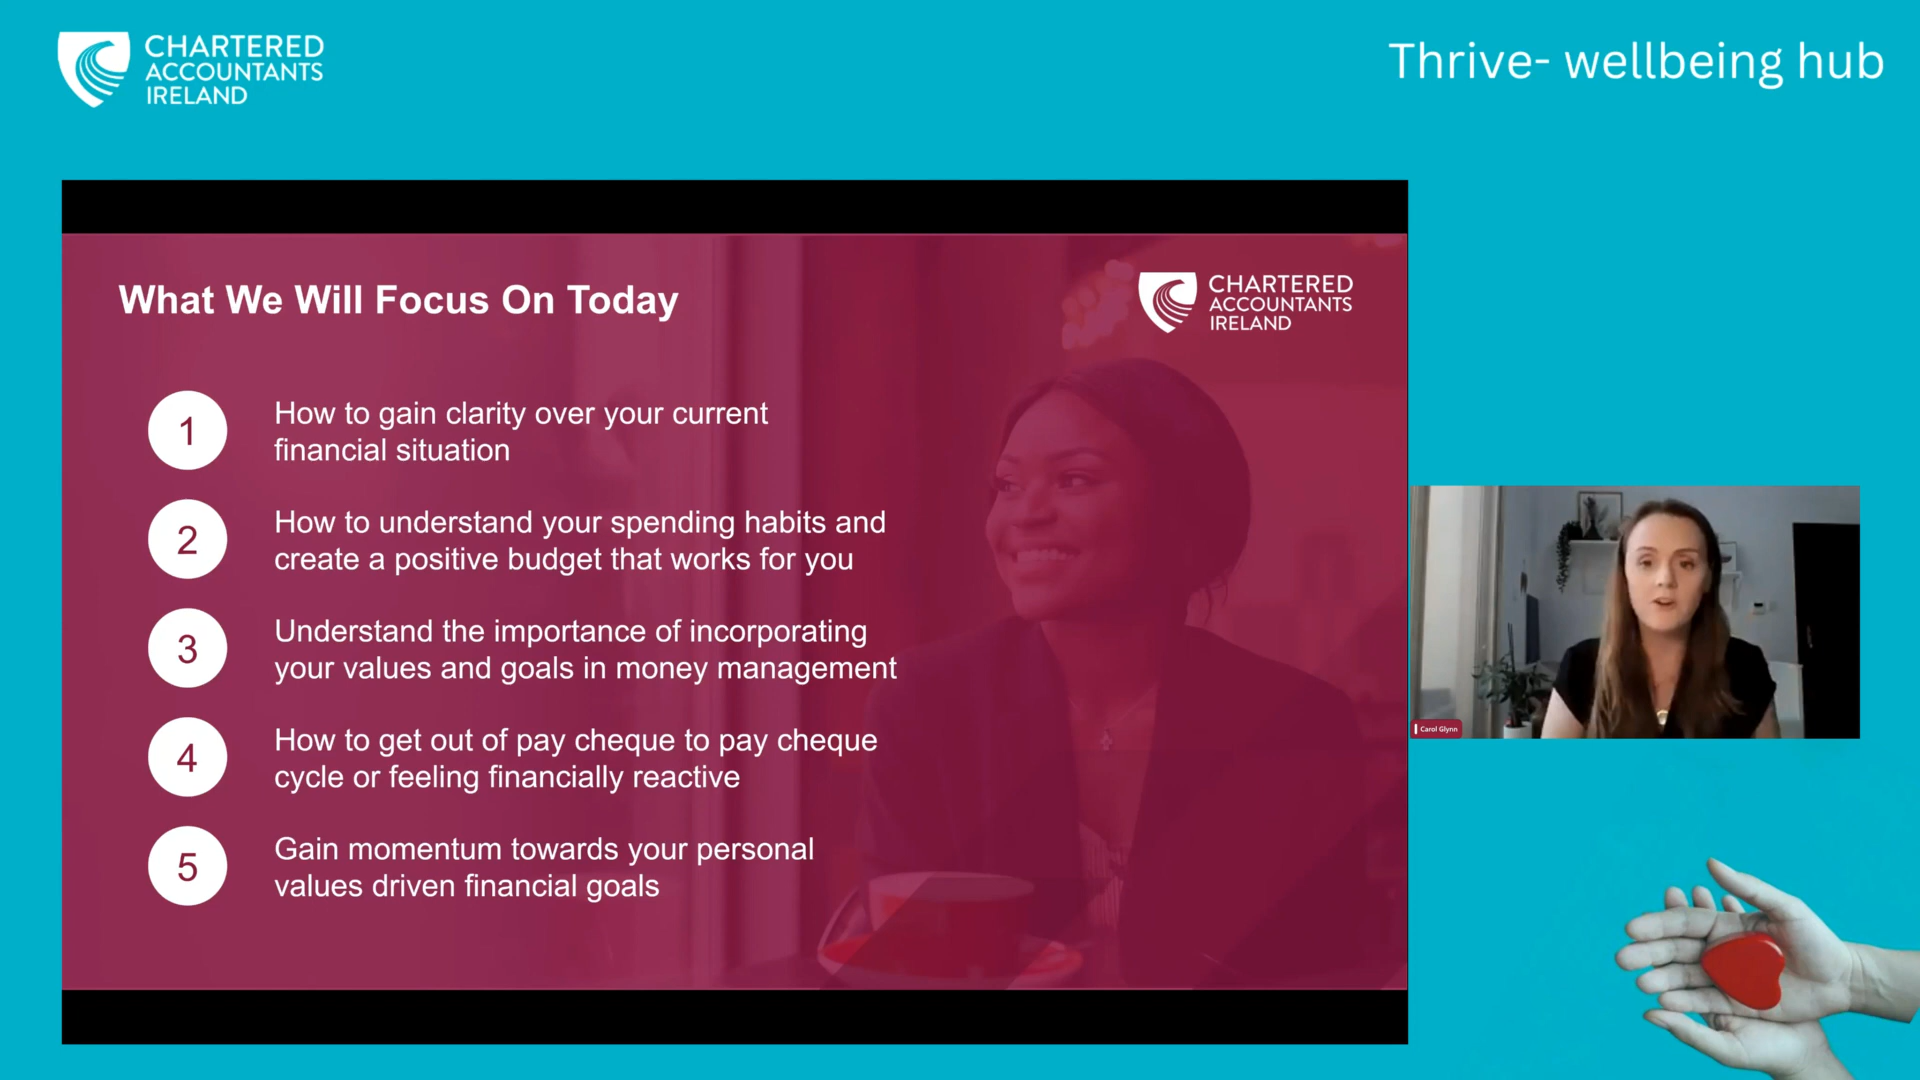 CHARTERED
ACCOUNTANTS
IRELAND
Thrive- wellbeing hub
What We Will Focus On Today
CHARTERED
ACCOUNTANTS
IRELAND
1
How to gain clarity over your current
financial situation
2
How to understand your spending habits and
create a positive budget that works for you
3
Understand the importance of incorporating
your values and goals in money management
4
How to get out of pay cheque to pay cheque
cycle or feeling financially reactive
5
Gain momentum towards your personal
values driven financial goals
Carol Glynn